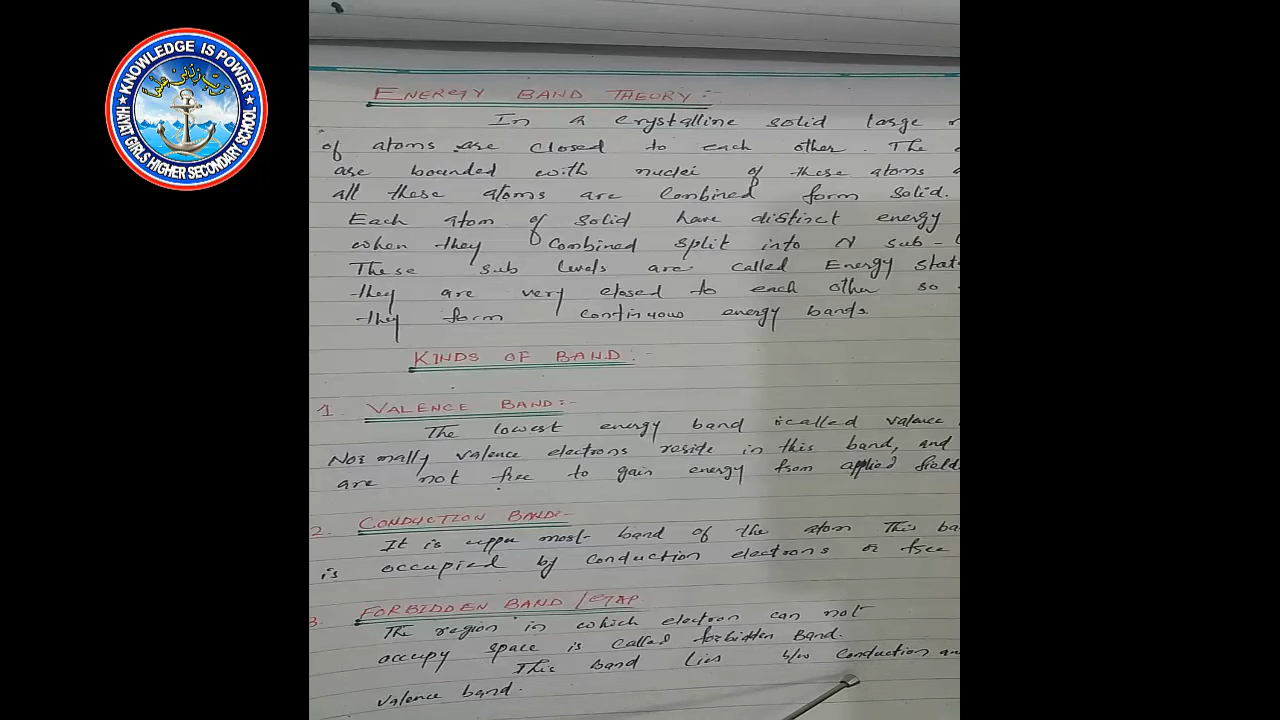 KNOWLEDGE IS POWER
رب زدنی علما
HAYAT GIRLS HIGHER SECONDARY SCHOOL
ENERGY BAND THEORY:-
In a crystalline solid large
of atoms are closed to each other. The
are bounded with nuclei of these atoms
all these atoms are combined form solid.
Each atom of solid have distinct energy
when they combined split into N sub-
These sub levels are called Energy stat
they are very closed to each other so
they form continuous energy bands.
KINDS OF BAND:-
1. VALENCE BAND:-
The lowest energy band is called valence
Normally valence electrons reside in this band, and
are not free to gain energy from applied field
2. CONDUCTION BAND:-
It is upper most band of the atom This ba
is occupied by conduction electrons or free
3. FORBIDDEN BAND/GAP
The region in which electron can not
occupy space is called forbidden Band.
This band lies b/w conduction an
valence band.